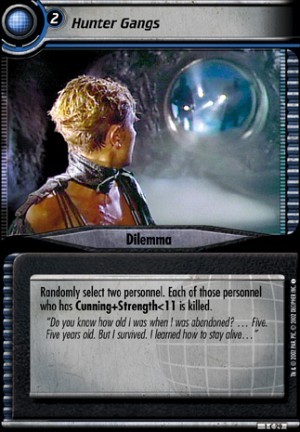 2 Hunter Gangs
Dilemma
Randomly select two personnel. Each of those personnel
who has Cunning+Strength<11 is killed.
"Do you know how old i was when I was abandoned? … Five.
Five years old. But I survived. I learned how to stay alive…"
1 C 29